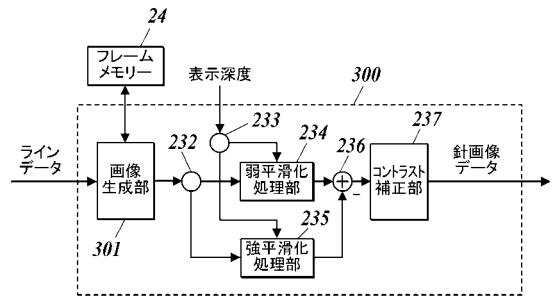 24
フレーム
メモリー
表示深度
300
233
234
237
232
236
ライン
データ
画像
生成部
弱平滑化
処理部
コントラスト
補正部
針画像
データ
+
−
301
235
強平滑化
処理部